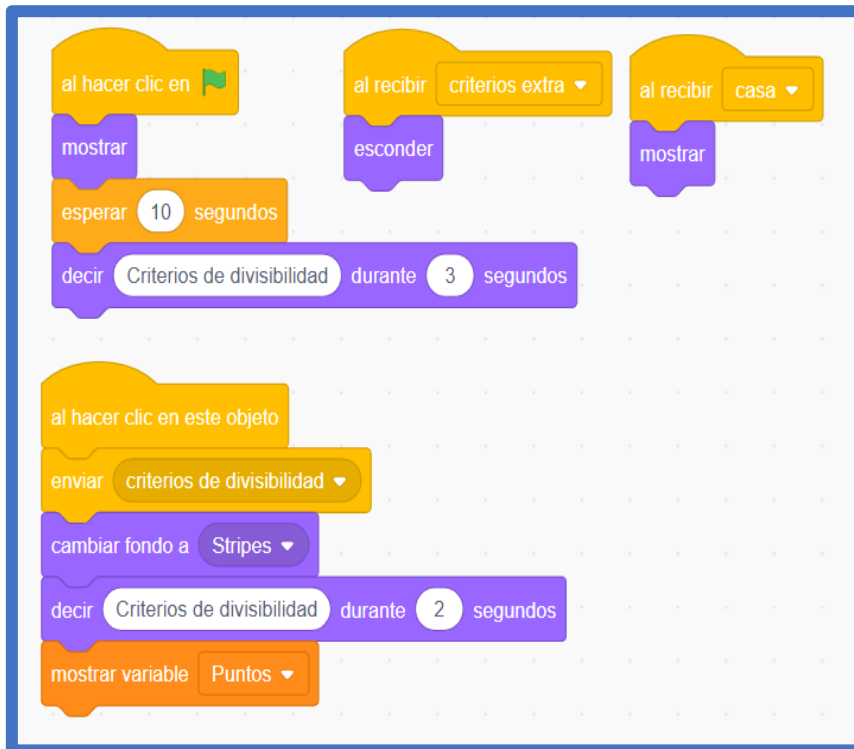 al hacer clic en
mostrar
esperar 10 segundos
decir Criterios de divisibilidad durante 3 segundos
al recibir criterios extra
esconder
al recibir casa
mostrar
al hacer clic en este objeto
enviar criterios de divisibilidad
cambiar fondo a Stripes
decir Criterios de divisibilidad durante 2 segundos
mostrar variable Puntos